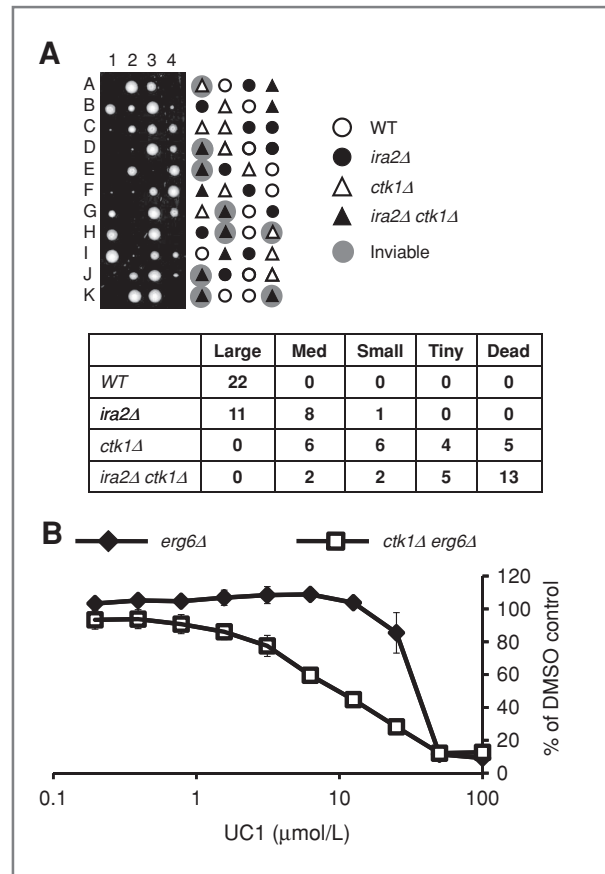 A
1 2 3 4
A
B
C
D
E
F
G
H
I
J
K
WT
ira2Δ
ctk1Δ
ira2Δ ctk1Δ
Inviable
Large Med Small Tiny Dead
WT 22 0 0 0 0
ira2Δ 11 8 1 0 0
ctk1Δ 0 6 6 4 5
ira2Δ ctk1Δ 0 2 2 5 13
B
erg6Δ ctk1Δ erg6Δ
120
100
80
60
40
20
0
% of DMSO control
0.1 1 10 100
UC1 (μmol/L)